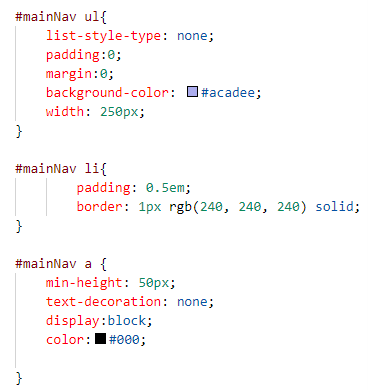 #mainNav ul{
list-style-type: none;
padding:0;
margin:0;
background-color: #acadee;
width: 250px;
}
#mainNav li{
padding: 0.5em;
border: 1px rgb(240, 240, 240) solid;
}
#mainNav a {
min-height: 50px;
text-decoration: none;
display:block;
color:#000;
}